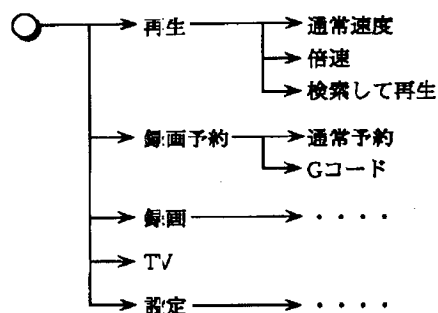 再生
通常速度
倍速
検索して再生
録画予約
通常予約
Gコード
録画
・・・・
TV
設定
・・・・